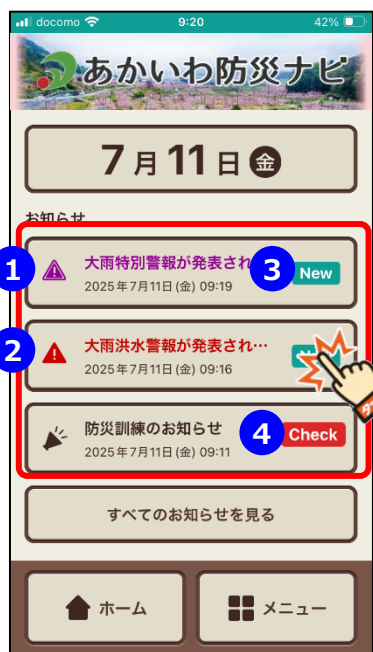 docomo 9:20 42%
あかいわ防災ナビ
7月11日 金
お知らせ
1 大雨特別警報が発表され 3 New
2025年7月11日(金) 09:19
2 大雨洪水警報が発表され…
2025年7月11日(金) 09:16
防災訓練のお知らせ 4 Check
2025年7月11日(金) 09:11
すべてのお知らせを見る
ホーム メニュー